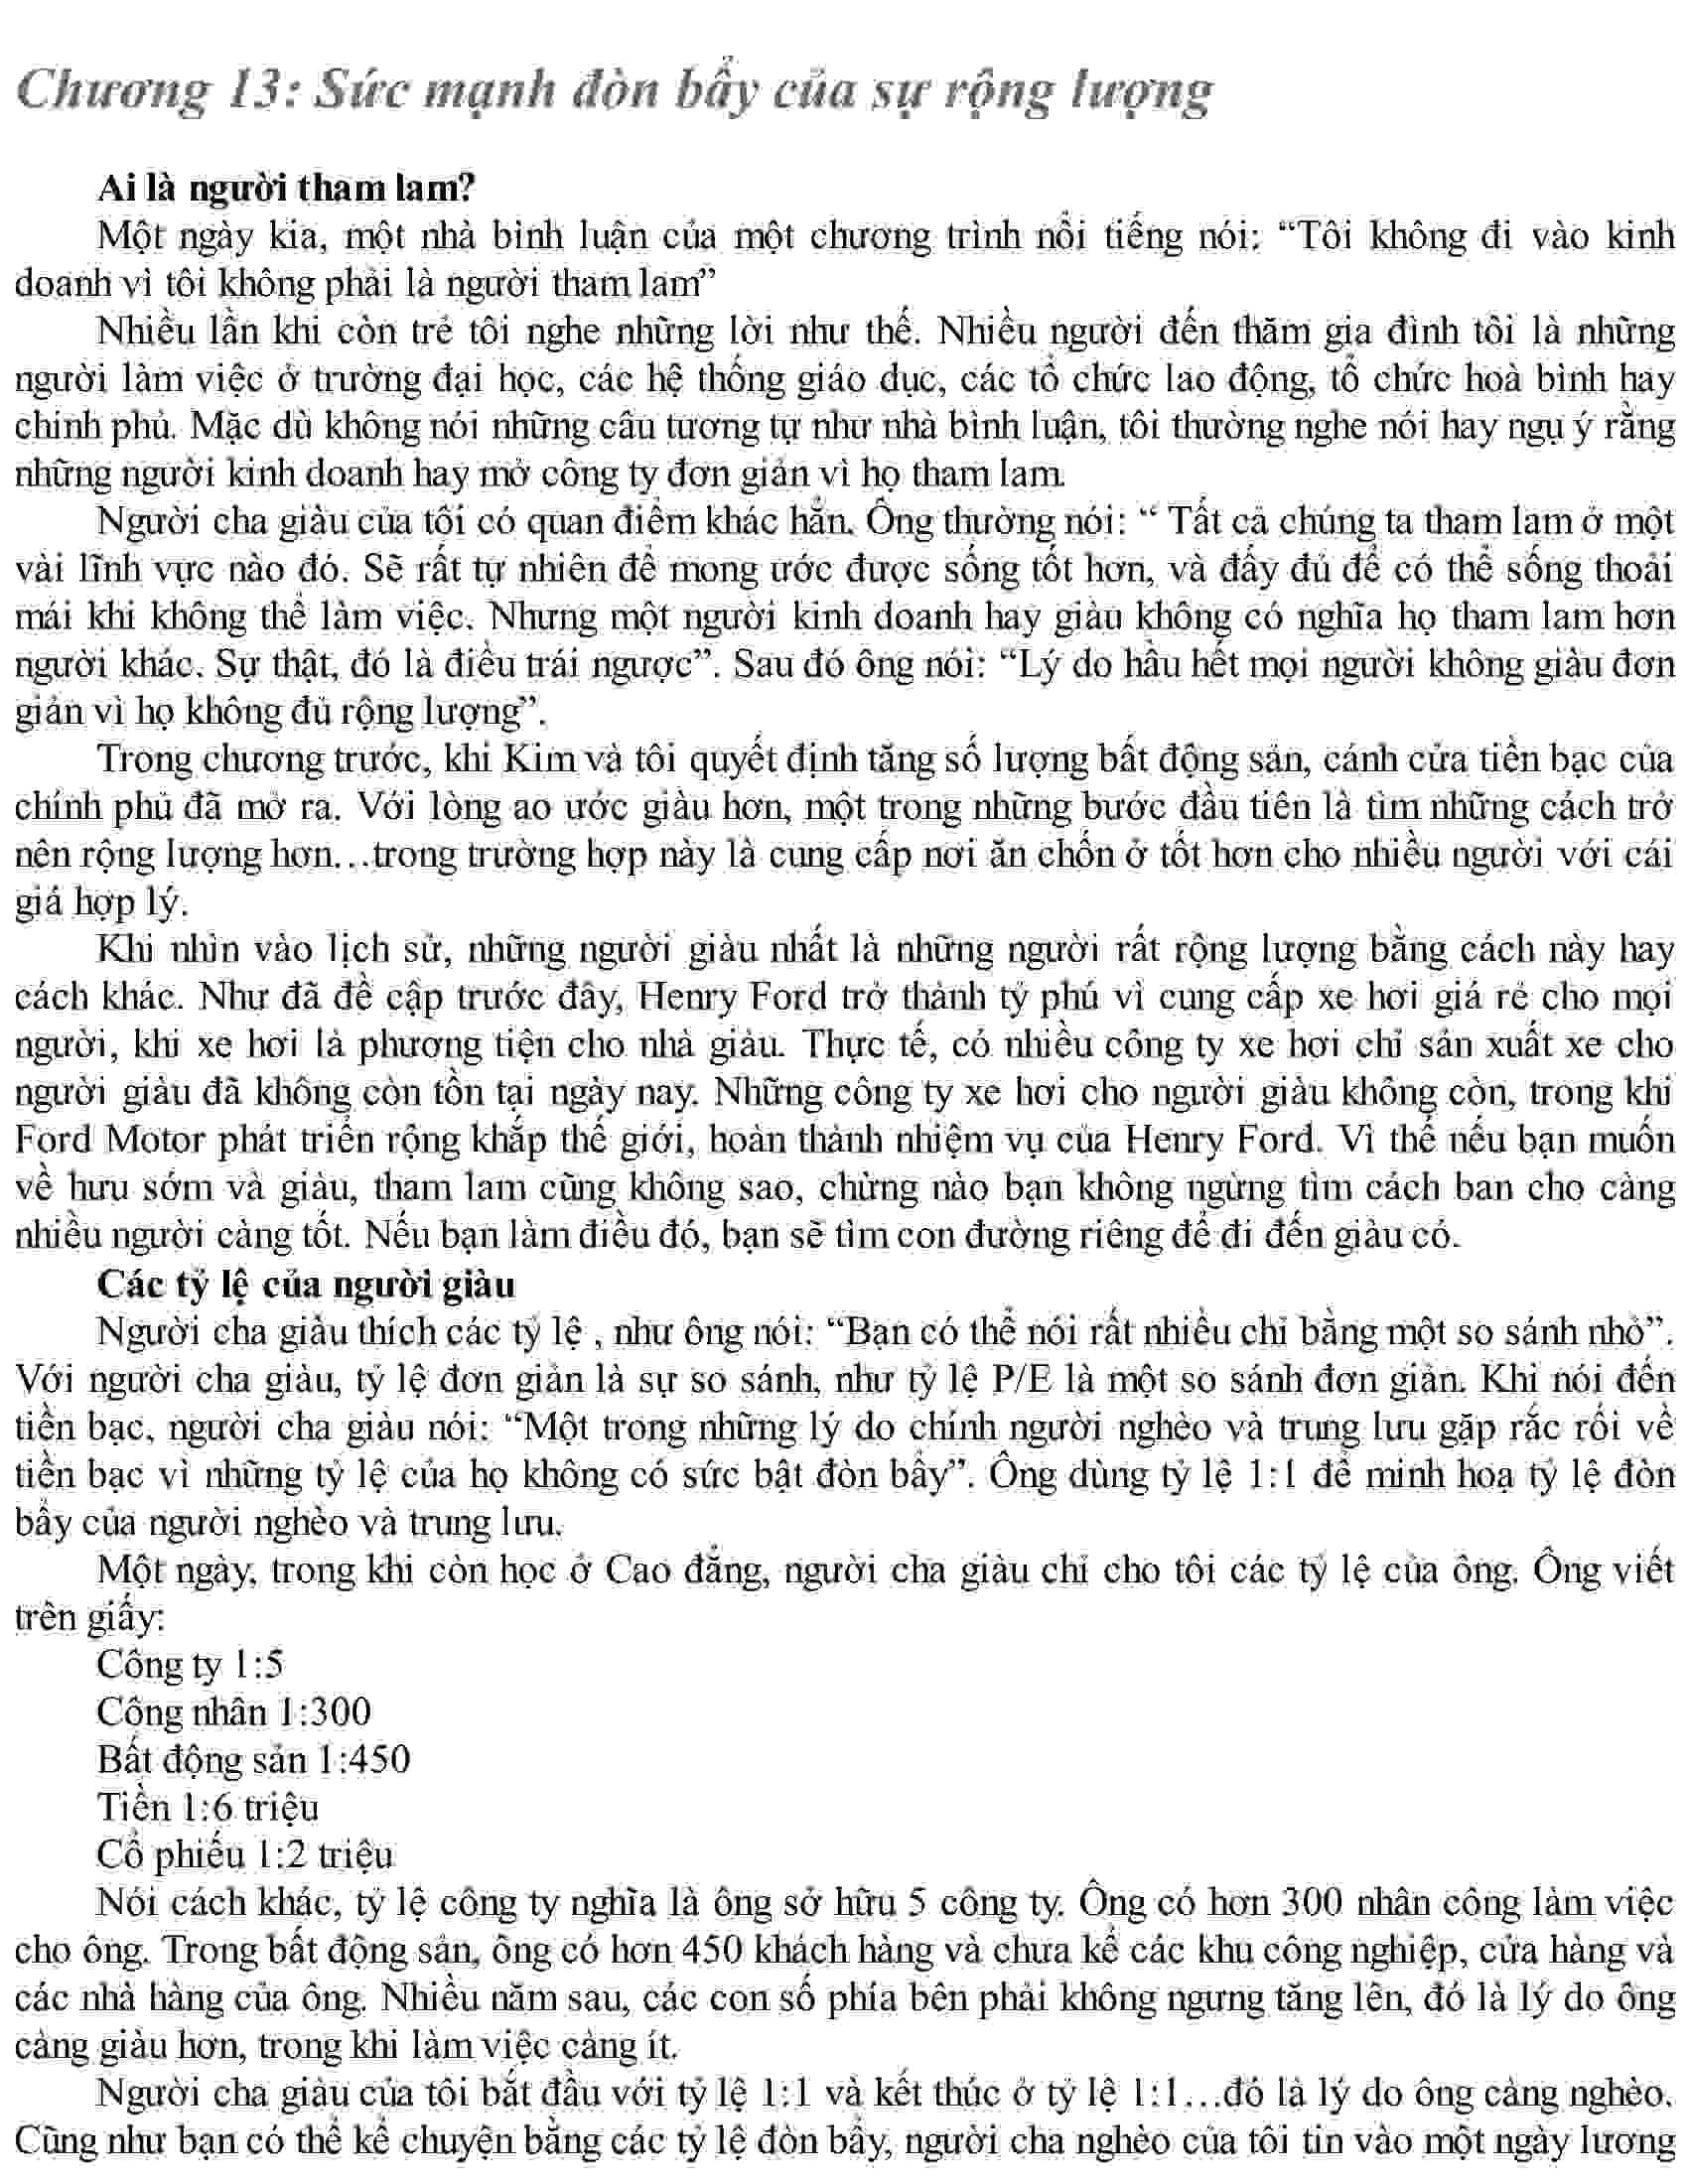 Chương 13: Sức mạnh đòn bẩy của sự rộng lượng
Ai là người tham lam?
Một ngày kia, một nhà bình luận của một chương trình nổi tiếng nói: “Tôi không đi vào kinh
doanh vì tôi không phải là người tham lam”
Nhiều lần khi còn trẻ tôi nghe những lời như thế. Nhiều người đến thăm gia đình tôi là những
người làm việc ở trường đại học, các hệ thống giáo dục, các tổ chức lao động, tổ chức hoà bình hay
chính phủ. Mặc dù không nói những câu tương tự như nhà bình luận, tôi thường nghe nói hay ngụ ý rằng
những người kinh doanh hay mở công ty đơn giản vì họ tham lam.
Người cha giàu của tôi có quan điểm khác hẳn. Ông thường nói: “ Tất cả chúng ta tham lam ở một
vài lĩnh vực nào đó. Sẽ rất tự nhiên để mong ước được sống tốt hơn, và đầy đủ để có thể sống thoải
mái khi không thể làm việc. Nhưng một người kinh doanh hay giàu không có nghĩa họ tham lam hơn
người khác. Sự thật, đó là điều trái ngược”. Sau đó ông nói: “Lý do hầu hết mọi người không giàu đơn
giản vì họ không đủ rộng lượng”.
Trong chương trước, khi Kim và tôi quyết định tăng số lượng bất động sản, cánh cửa tiền bạc của
chính phủ đã mở ra. Với lòng ao ước giàu hơn, một trong những bước đầu tiên là tìm những cách trở
nên rộng lượng hơn…trong trường hợp này là cung cấp nơi ăn chốn ở tốt hơn cho nhiều người với cái
giá hợp lý.
Khi nhìn vào lịch sử, những người giàu nhất là những người rất rộng lượng bằng cách này hay
cách khác. Như đã đề cập trước đây, Henry Ford trở thành tỷ phú vì cung cấp xe hơi giá rẻ cho mọi
người, khi xe hơi là phương tiện cho nhà giàu. Thực tế, có nhiều công ty xe hơi chỉ sản xuất xe cho
người giàu đã không còn tồn tại ngày nay. Những công ty xe hơi cho người giàu không còn, trong khi
Ford Motor phát triển rộng khắp thế giới, hoàn thành nhiệm vụ của Henry Ford. Vì thế nếu bạn muốn
về hưu sớm và giàu, tham lam cũng không sao, chừng nào bạn không ngừng tìm cách ban cho càng
nhiều người càng tốt. Nếu bạn làm điều đó, bạn sẽ tìm con đường riêng để đi đến giàu có.
Các tỷ lệ của người giàu
Người cha giàu thích các tỷ lệ , như ông nói: “Bạn có thể nói rất nhiều chỉ bằng một so sánh nhỏ”.
Với người cha giàu, tỷ lệ đơn giản là sự so sánh, như tỷ lệ P/E là một so sánh đơn giản. Khi nói đến
tiền bạc, người cha giàu nói: “Một trong những lý do chính người nghèo và trung lưu gặp rắc rối về
tiền bạc vì những tỷ lệ của họ không có sức bật đòn bẩy”. Ông dùng tỷ lệ 1:1 để minh hoạ tỷ lệ đòn
bẩy của người nghèo và trung lưu.
Một ngày, trong khi còn học ở Cao đẳng, người cha giàu chỉ cho tôi các tỷ lệ của ông. Ông viết
trên giấy:
Công ty 1:5
Công nhân 1:300
Bất động sản 1:450
Tiền 1:6 triệu
Cổ phiếu 1:2 triệu
Nói cách khác, tỷ lệ công ty nghĩa là ông sở hữu 5 công ty. Ông có hơn 300 nhân công làm việc
cho ông. Trong bất động sản, ông có hơn 450 khách hàng và chưa kể các khu công nghiệp, cửa hàng và
các nhà hàng của ông. Nhiều năm sau, các con số phía bên phải không ngưng tăng lên, đó là lý do ông
càng giàu hơn, trong khi làm việc càng ít.
Người cha giàu của tôi bắt đầu với tỷ lệ 1:1 và kết thúc ở tỷ lệ 1:1…đó là lý do ông càng nghèo.
Cũng như bạn có thể kể chuyện bằng các tỷ lệ đòn bẩy, người cha nghèo của tôi tin vào một ngày lương